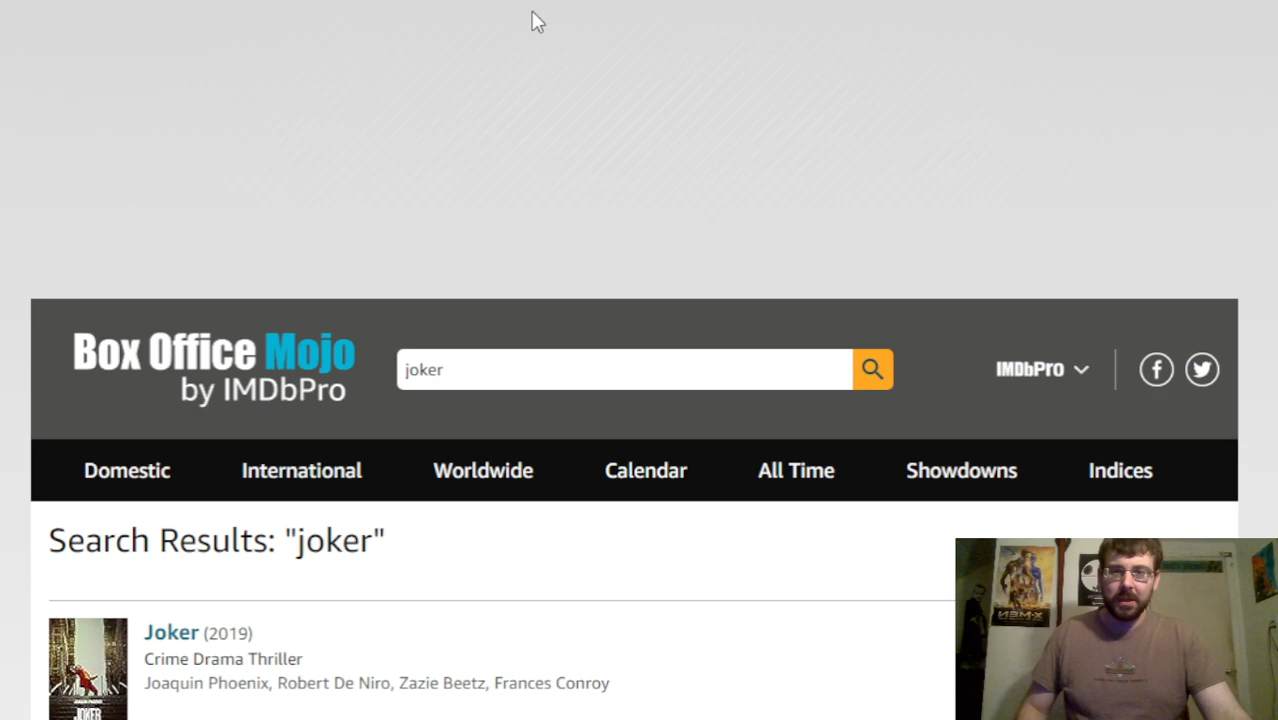 Box Office Mojo
by IMDbPro
joker
IMDbPro
Domestic International Worldwide Calendar All Time Showdowns Indices
Search Results: "joker"
Joker (2019)
Crime Drama Thriller
Joaquin Phoenix, Robert De Niro, Zazie Beetz, Frances Conroy
JOKER